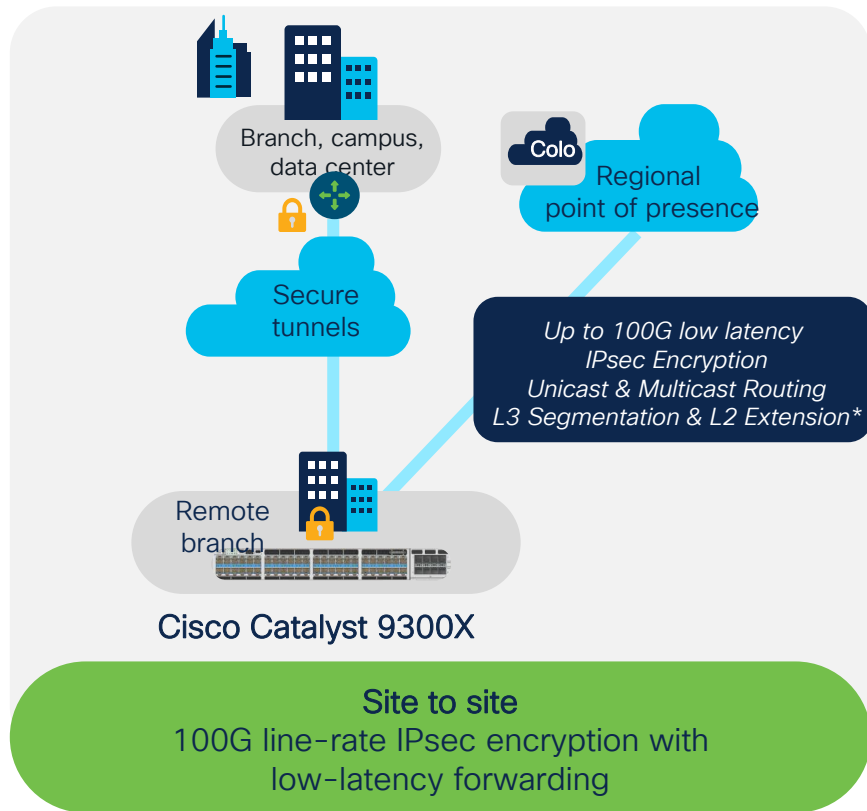 Branch, campus,
data center
Colo
Regional
point of presence
Secure
tunnels
Up to 100G low latency
IPsec Encryption
Unicast & Multicast Routing
L3 Segmentation & L2 Extension*
Remote
branch
Cisco Catalyst 9300X
Site to site
100G line-rate IPsec encryption with
low-latency forwarding